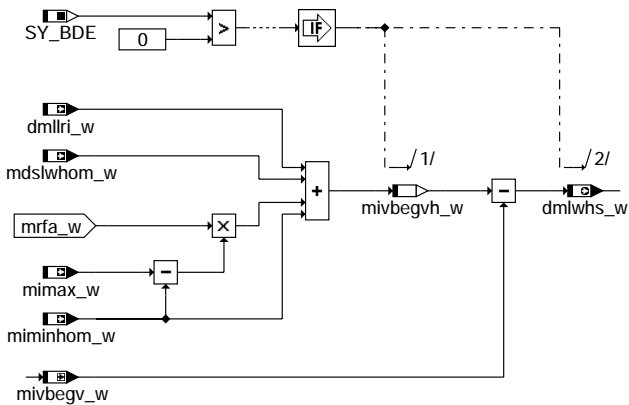 SY_BDE
0
>
IF
dmllri_w
1/
2/
mdslwhom_w
+
mivbegvh_w
−
dmlwhs_w
mrfa_w
×
mimax_w
−
miminhom_w
mivbegv_w